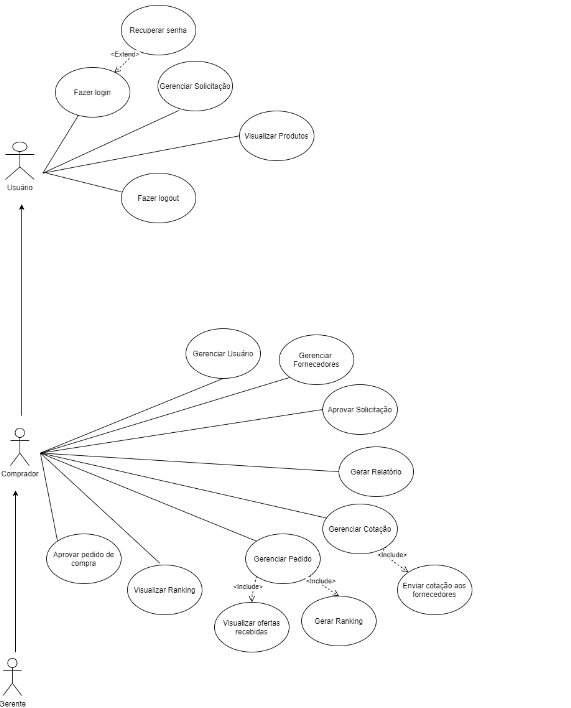 Recuperar senha
<Extend>
Fazer login
Gerenciar Solicitação
Visualizar Produtos
Usuário
Fazer logout
Gerenciar Usuário
Gerenciar
Fornecedores
Aprovar Solicitação
Comprador
Gerar Relatório
Gerenciar Cotação
Aprovar pedido de
compra
Gerenciar Pedido
<Include>
Visualizar Ranking
<Include>
<Include>
Enviar cotação aos
fornecedores
Visualizar ofertas
recebidas
Gerar Ranking
Gerente